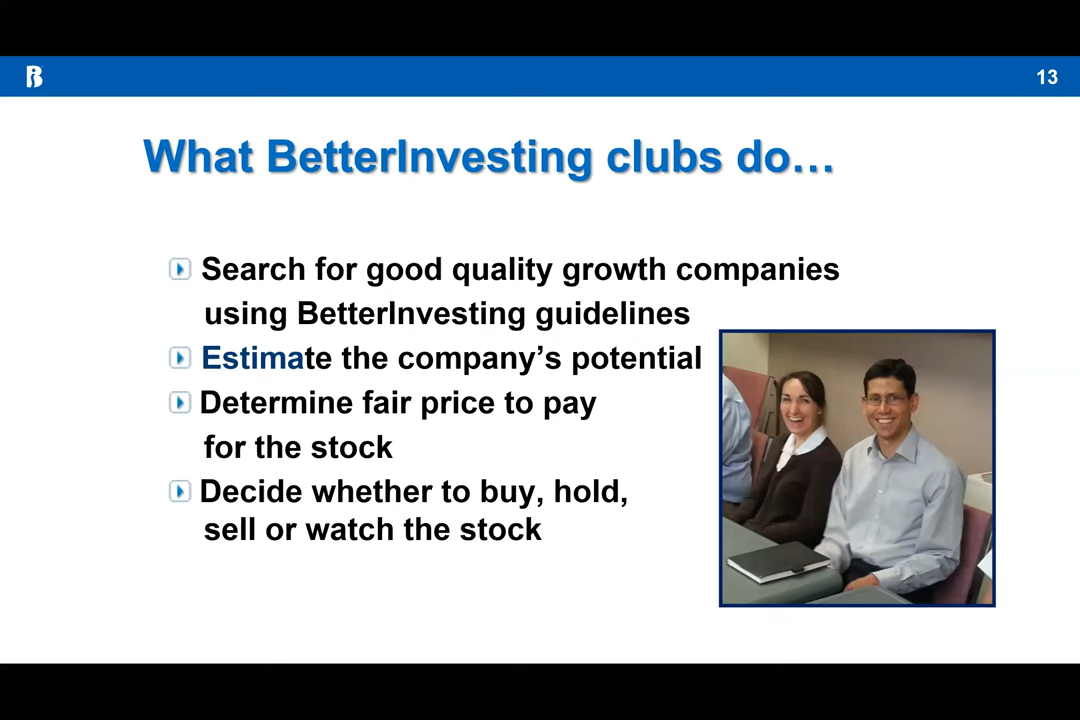 13
What BetterInvesting clubs do…
Search for good quality growth companies
using BetterInvesting guidelines
Estimate the company’s potential
Determine fair price to pay
for the stock
Decide whether to buy, hold,
sell or watch the stock